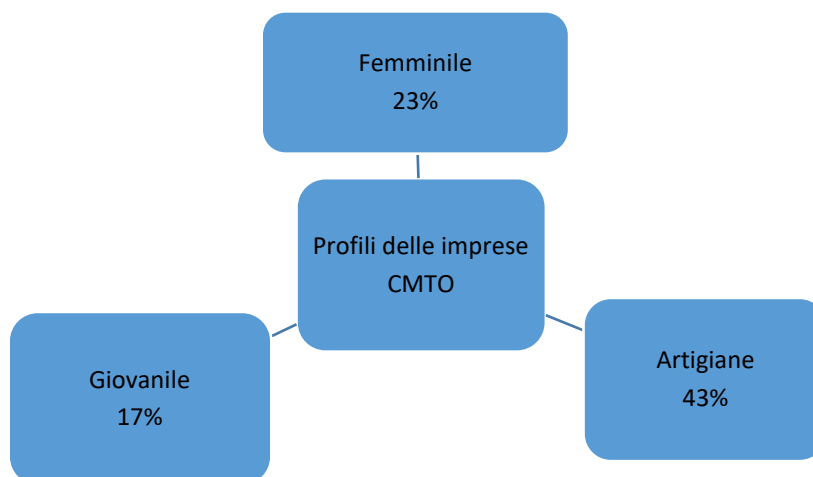 Femminile
23%
Profili delle imprese
CMTO
Giovanile
17%
Artigiane
43%